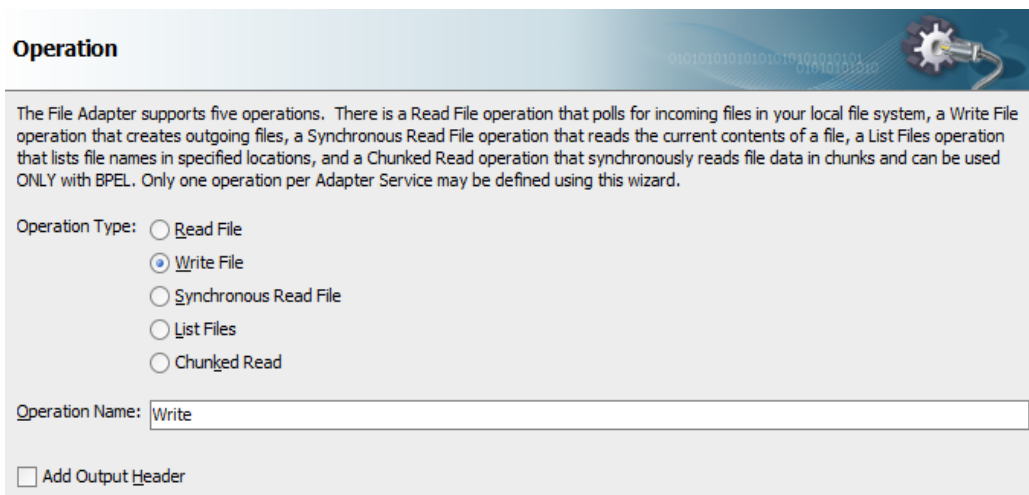 Operation
010101010101010101010101
01010101010
The File Adapter supports five operations.  There is a Read File operation that polls for incoming files in your local file system, a Write File
operation that creates outgoing files, a Synchronous Read File operation that reads the current contents of a file, a List Files operation
that lists file names in specified locations, and a Chunked Read operation that synchronously reads file data in chunks and can be used
ONLY with BPEL. Only one operation per Adapter Service may be defined using this wizard.
Operation Type: Read File
Write File
Synchronous Read File
List Files
Chunked Read
Operation Name: Write
Add Output Header